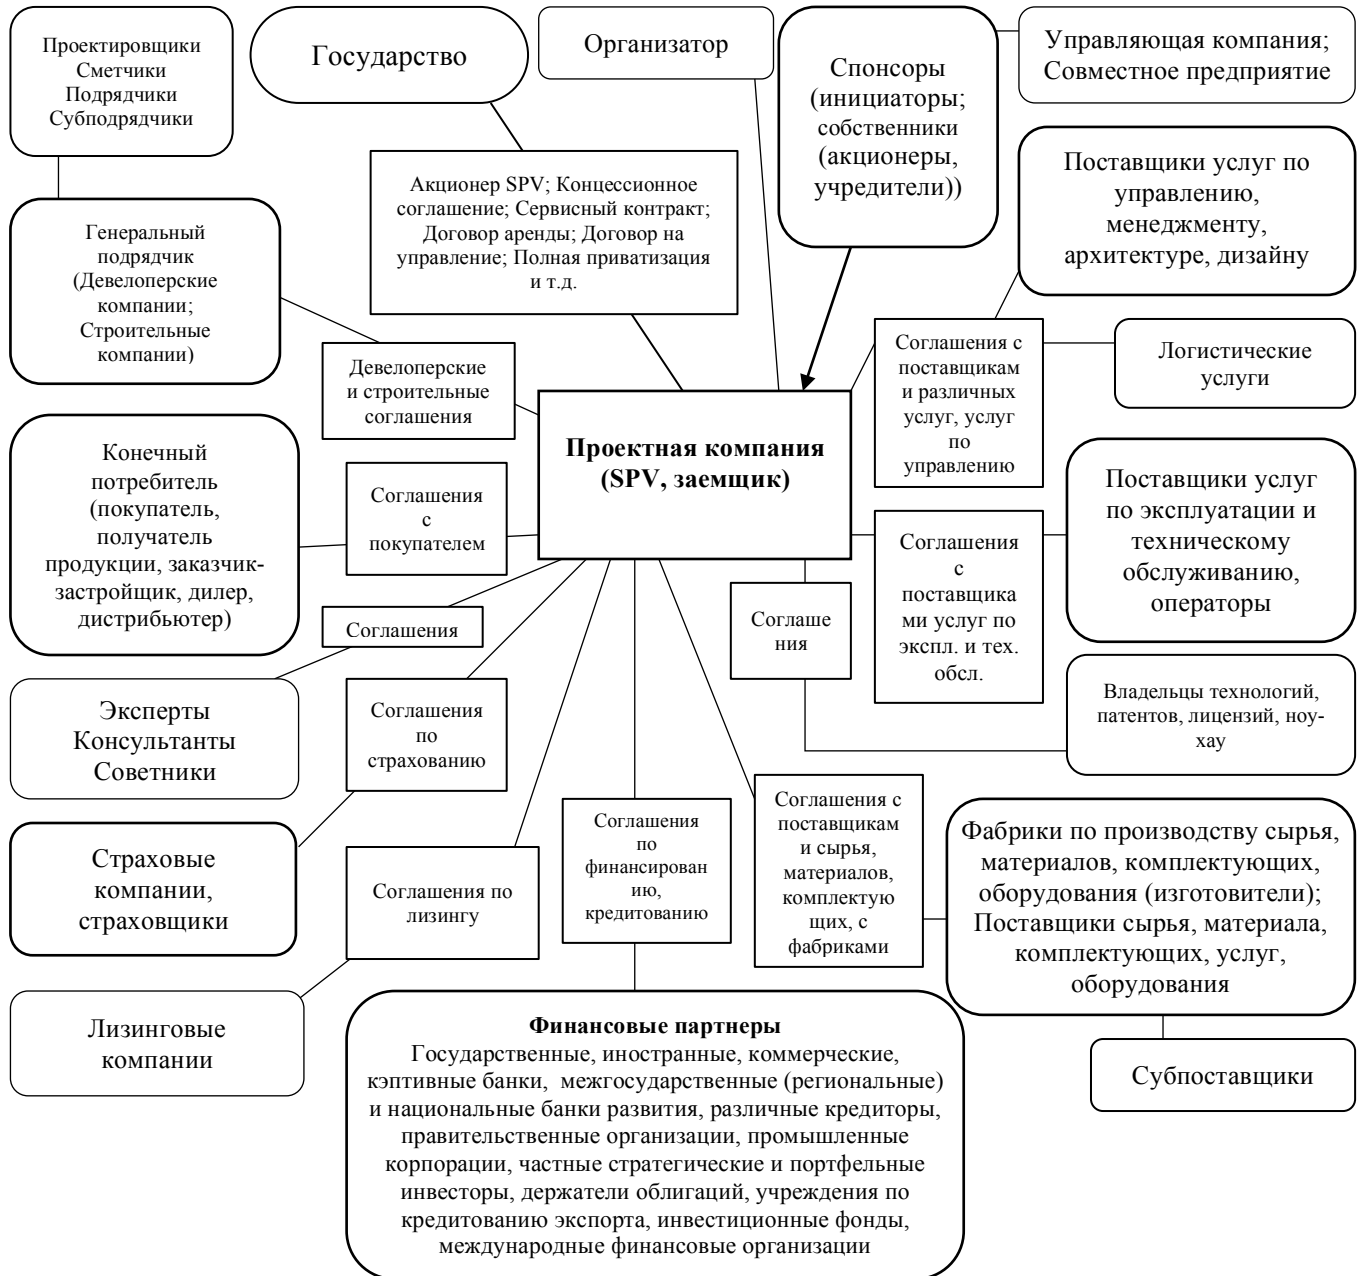 Проектировщики
Сметчики
Подрядчики
Субподрядчики
Государство
Организатор
Спонсоры
(инициаторы;
собственники
(акционеры,
учредители))
Управляющая компания;
Совместное предприятие
Акционер SPV; Концессионное
соглашение; Сервисный контракт;
Договор аренды; Договор на
управление; Полная приватизация
и т.д.
Поставщики услуг по
управлению,
менеджменту,
архитектуре, дизайну
Генеральный
подрядчик
(Девелоперские
компании;
Строительные
компании)
Девелоперские
и строительные
соглашения
Соглашения с
поставщикам
и различных
услуг, услуг
по
управлению
Логистические
услуги
Проектная компания
(SPV, заемщик)
Конечный
потребитель
(покупатель,
получатель
продукции, заказчик-
застройщик, дилер,
дистрибьютер)
Соглашения
с
покупателем
Соглашения
с
поставщика
ми услуг по
экспл. и тех.
обсл.
Поставщики услуг
по эксплуатации и
техническому
обслуживанию,
операторы
Соглашения
Соглаше
ния
Эксперты
Консультанты
Советники
Соглашения
по
страхованию
Владельцы технологий,
патентов, лицензий, ноу-
хау
Страховые
компании,
страховщики
Соглашения по
лизингу
Соглашения
по
финансирован
ию,
кредитованию
Соглашения с
поставщикам
и сырья,
материалов,
комплектую
щих, с
фабриками
Фабрики по производству сырья,
материалов, комплектующих,
оборудования (изготовители);
Поставщики сырья, материала,
комплектующих, услуг,
оборудования
Лизинговые
компании
Субпоставщики
Финансовые партнеры
Государственные, иностранные, коммерческие,
кэптивные банки, межгосударственные (региональные)
и национальные банки развития, различные кредиторы,
правительственные организации, промышленные
корпорации, частные стратегические и портфельные
инвесторы, держатели облигаций, учреждения по
кредитованию экспорта, инвестиционные фонды,
международные финансовые организации